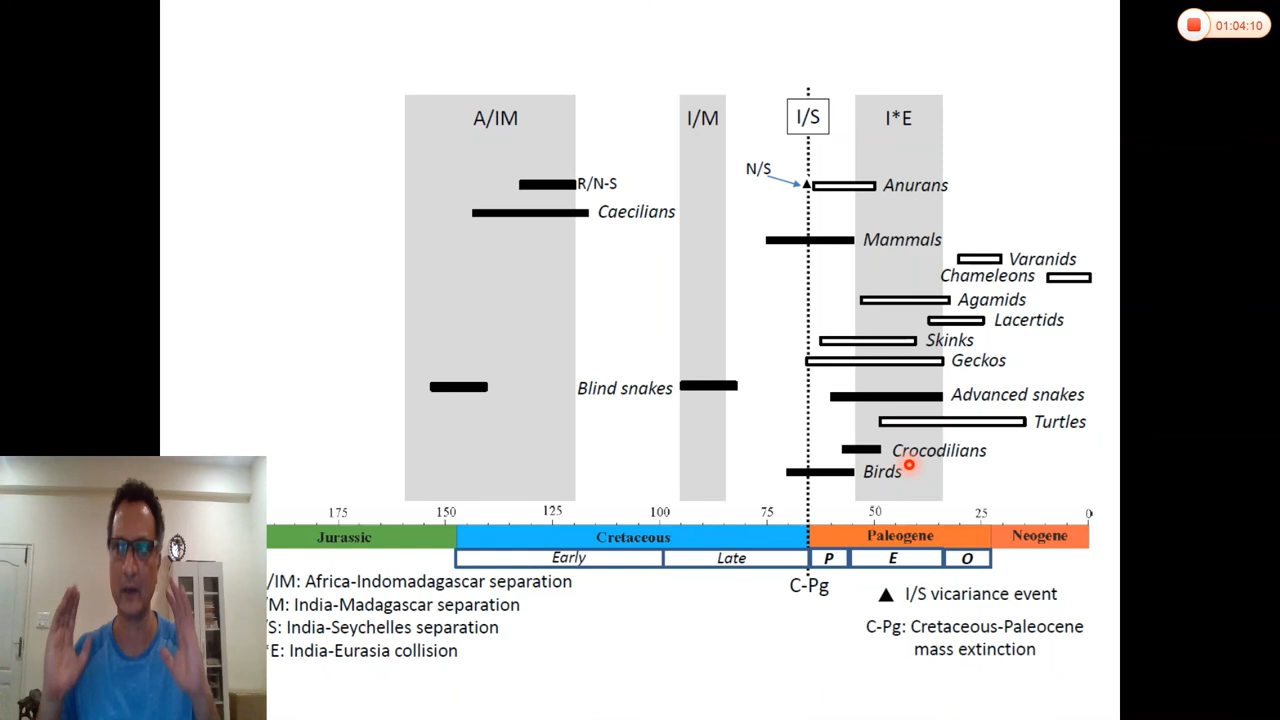 01:04:10
A/IM
I/M
I/S
I*E
N/S
R/N-S
Anurans
Caecilians
Mammals
Varanids
Chameleons
Agamids
Lacertids
Skinks
Geckos
Blind snakes
Advanced snakes
Turtles
Crocodilians
Birds
175 150 125 100 75 50 25 0
Jurassic Cretaceous Paleogene Neogene
Early Late P E O
C-Pg
/IM: Africa-Indomadagascar separation
/M: India-Madagascar separation
/S: India-Seychelles separation
*E: India-Eurasia collision
▲ I/S vicariance event
C-Pg: Cretaceous-Paleocene
mass extinction